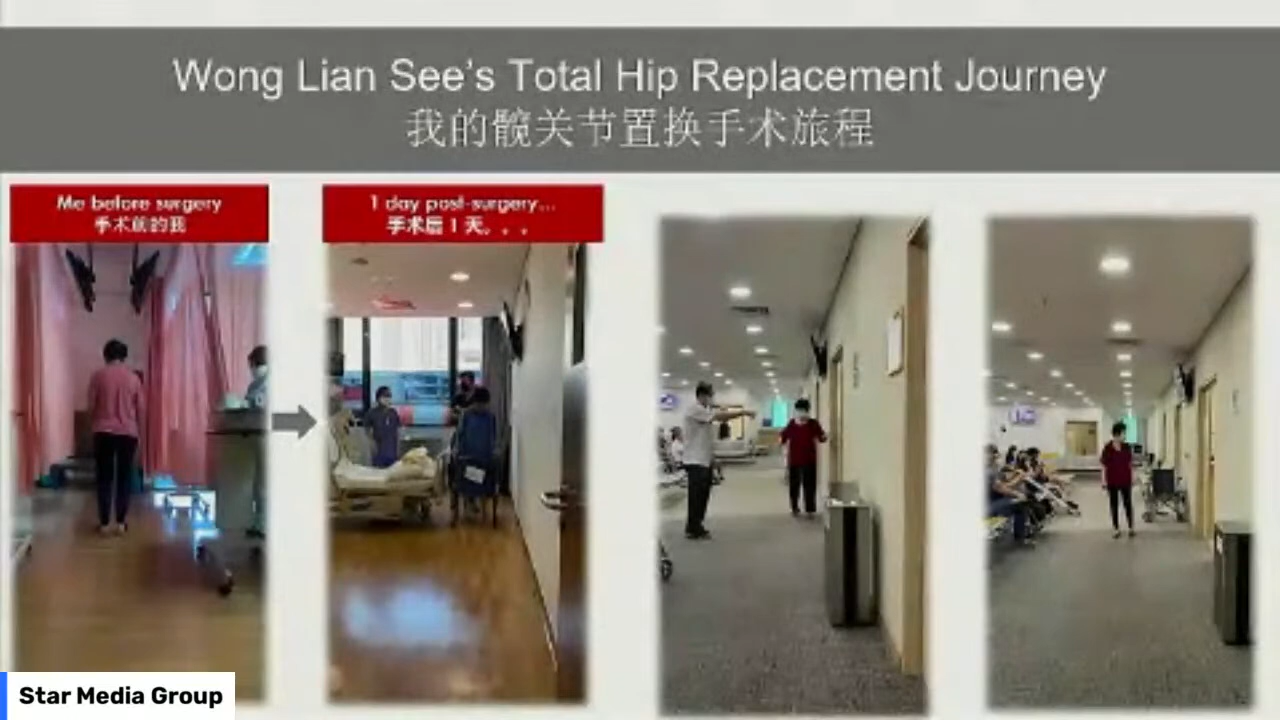 Wong Lian See's Total Hip Replacement Journey
我的髋关节置换手术旅程
Me before surgery
手术前的我
1 day post-surgery...
手术后 1 天。。。
Star Media Group